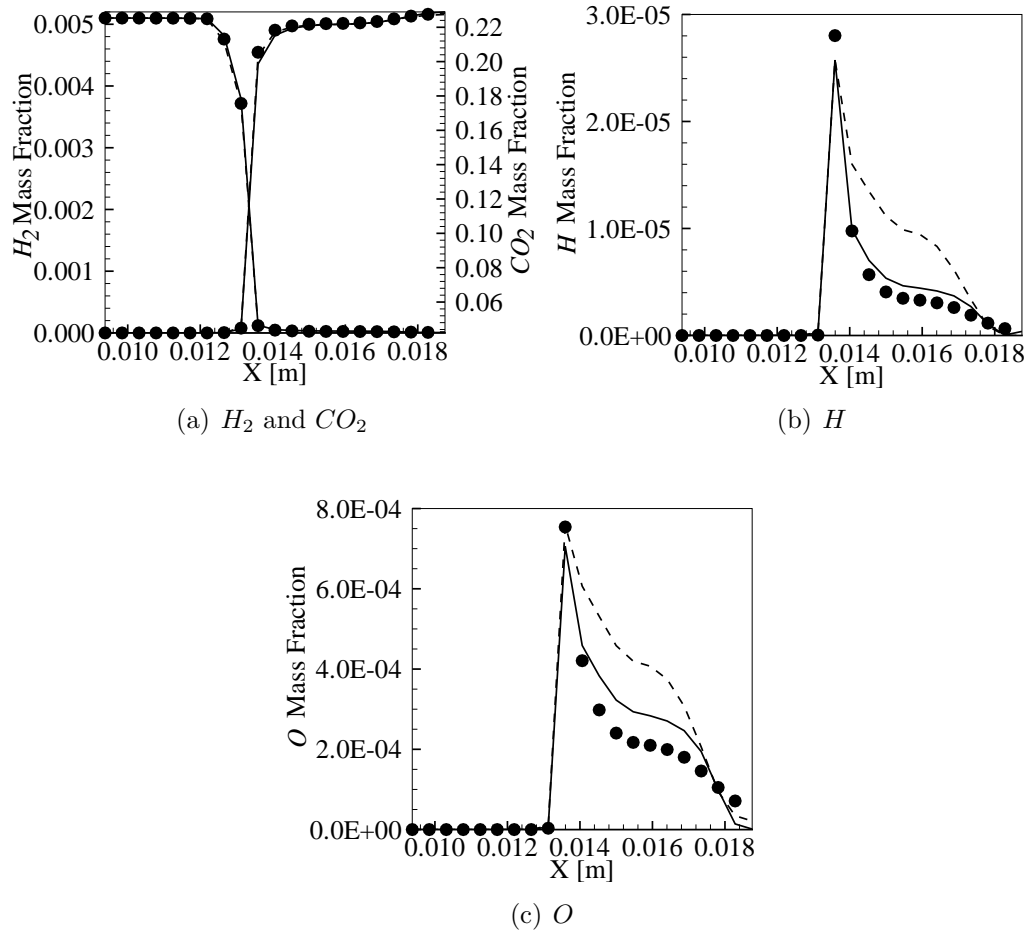 0.005
0.004
0.003
0.002
0.001
0.000
H2 Mass Fraction
0.22
0.20
0.18
0.16
0.14
0.12
0.10
0.08
0.06
CO2 Mass Fraction
0.010 0.012 0.014 0.016 0.018
X [m]
(a) H2 and CO2
3.0E-05
2.0E-05
1.0E-05
0.0E+00
H Mass Fraction
0.010 0.012 0.014 0.016 0.018
X [m]
(b) H
8.0E-04
6.0E-04
4.0E-04
2.0E-04
0.0E+00
O Mass Fraction
0.010 0.012 0.014 0.016 0.018
X [m]
(c) O